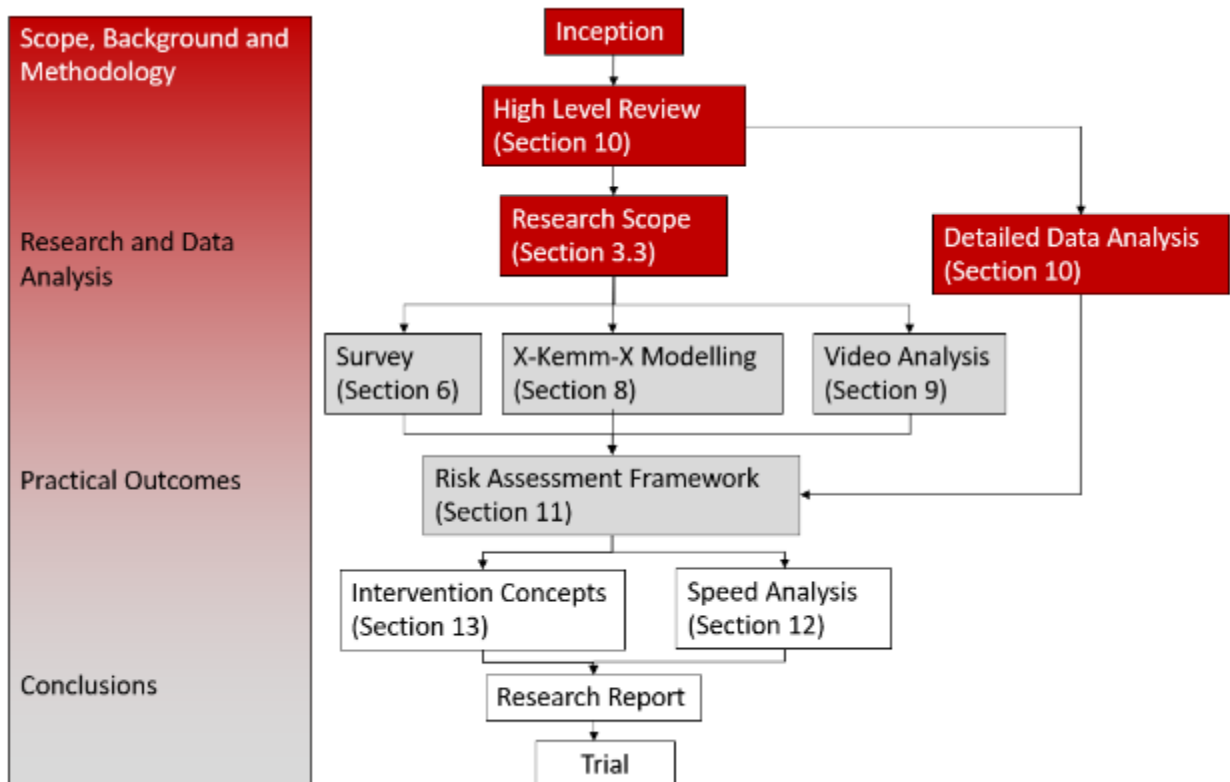 Scope, Background and
Methodology
Research and Data
Analysis
Practical Outcomes
Conclusions
Inception
High Level Review
(Section 10)
Research Scope
(Section 3.3)
Detailed Data Analysis
(Section 10)
Survey
(Section 6)
X-Kemm-X Modelling
(Section 8)
Video Analysis
(Section 9)
Risk Assessment Framework
(Section 11)
Intervention Concepts
(Section 13)
Speed Analysis
(Section 12)
Research Report
Trial